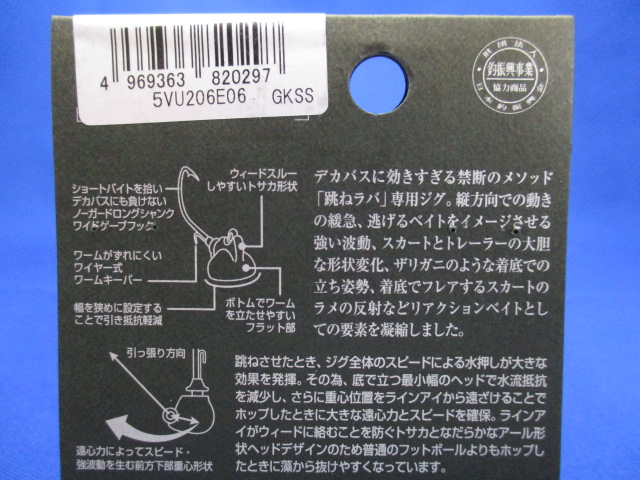 4 969363 820297
5VU206E06 GKSS
財団法人
釣振興事業
協力商品
日本釣振興会
ショートバイトを拾い
デカバスにも負けない
ノーガードロングシャンク
ワイドゲープフック
ウィードスルー
しやすいトサカ形状
ワームがずれにくい
ワイヤー式
ワームキーパー
幅を狭めに設定する
ことで引き抵抗軽減
ボトムでワーム
を立たせやすい
フラット部
デカバスに効きすぎる禁断のメソッド
「跳ねラバ」専用ジグ。縦方向での動き
の緩急、逃げるベイトをイメージさせる
強い波動、スカートとトレーラーの大胆
な形状変化、ザリガニのような着底での
立ち姿勢、着底でフレアするスカートの
ラメの反射などリアクションベイトとし
ての要素を凝縮しました。
引っ張り方向
遠心力によってスピード・
強波動を生む前方下部重心形状
跳ねさせたとき、ジグ全体のスピードによる水押しが大きな
効果を発揮。その為、底で立つ最小幅のヘッドで水流抵抗
を減少し、さらに重心位置をラインアイから遠ざけることで
ホップしたときに大きな遠心力とスピードを確保。ラインア
イがウィードに絡むことを防ぐトサカとなだらかなアール形
状ヘッドデザインのため普通のフットボールよりもホップし
たときに藻から抜けやすくなっています。